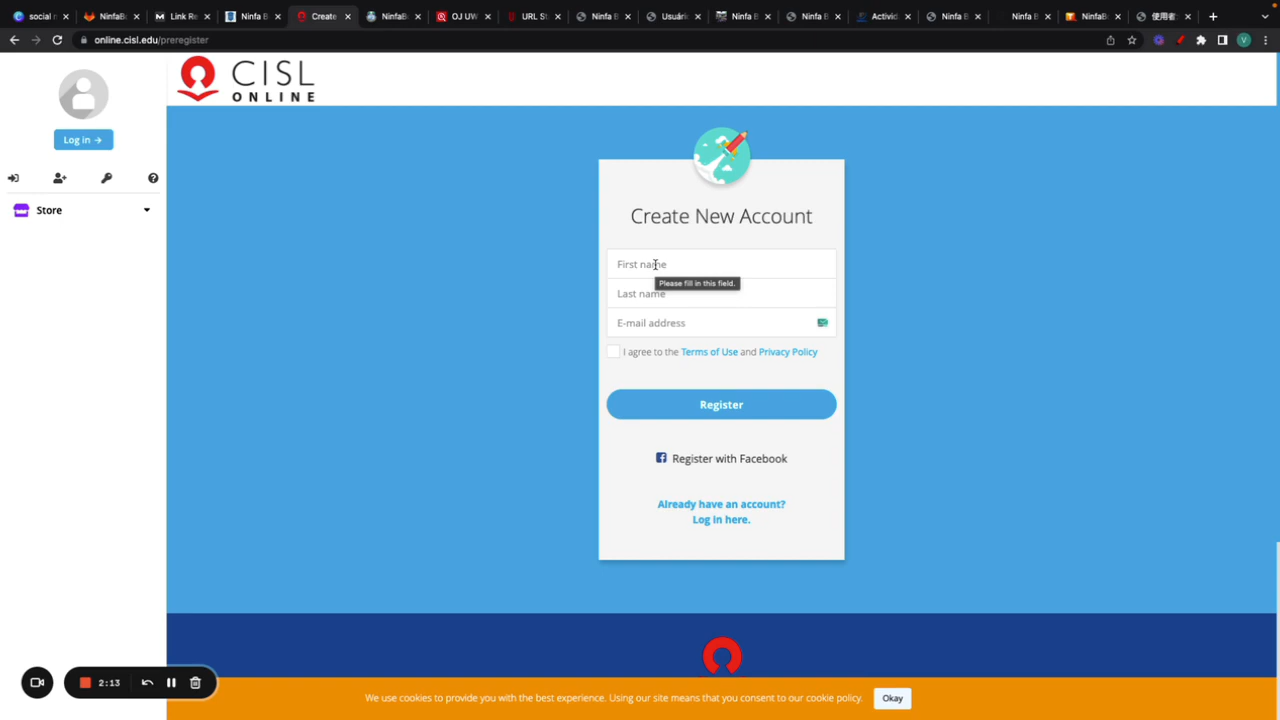 social n
NinfaB
Link Re
Ninfa B
Create
NinfaBo
OJ UW
URL St
Ninfa B
Usuário
Ninfa B
Ninfa B
Activid
Ninfa B
Ninfa B
NinfaB
使用者
online.cisl.edu/preregister
V
CISL
ONLINE
Log in →
Store
Create New Account
First name
Please fill in this field.
Last name
E-mail address
I agree to the Terms of Use and Privacy Policy
Register
Register with Facebook
Already have an account?
Log in here.
2:13
We use cookies to provide you with the best experience. Using our site means that you consent to our cookie policy.
Okay